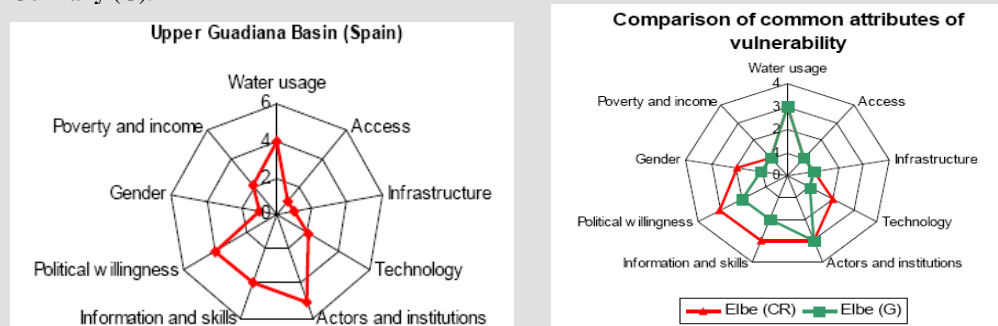 Upper Guadiana Basin (Spain)
Water usage
6
Poverty and income
4
Access
2
Gender
0
Infrastructure
Political willingness
Technology
Information and skills
Actors and institutions
Comparison of common attributes of
vulnerability
Water usage
4
Poverty and income
3
Access
2
Gender
1
Infrastructure
0
Political willingness
Technology
Information and skills
Actors and institutions
Elbe (CR)
Elbe (G)